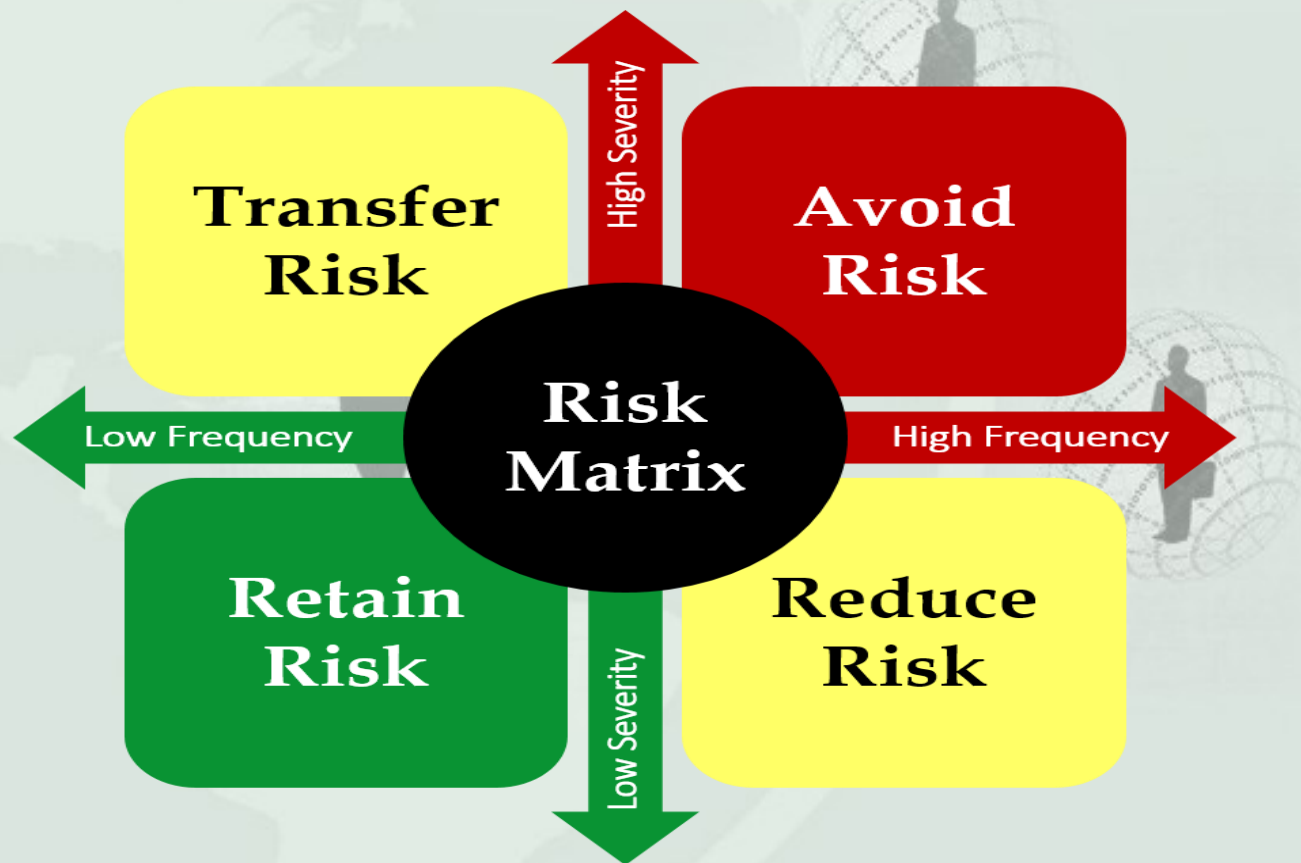 High Severity
Transfer
Risk
Avoid
Risk
Low Frequency
Risk
Matrix
High Frequency
Retain
Risk
Reduce
Risk
Low Severity